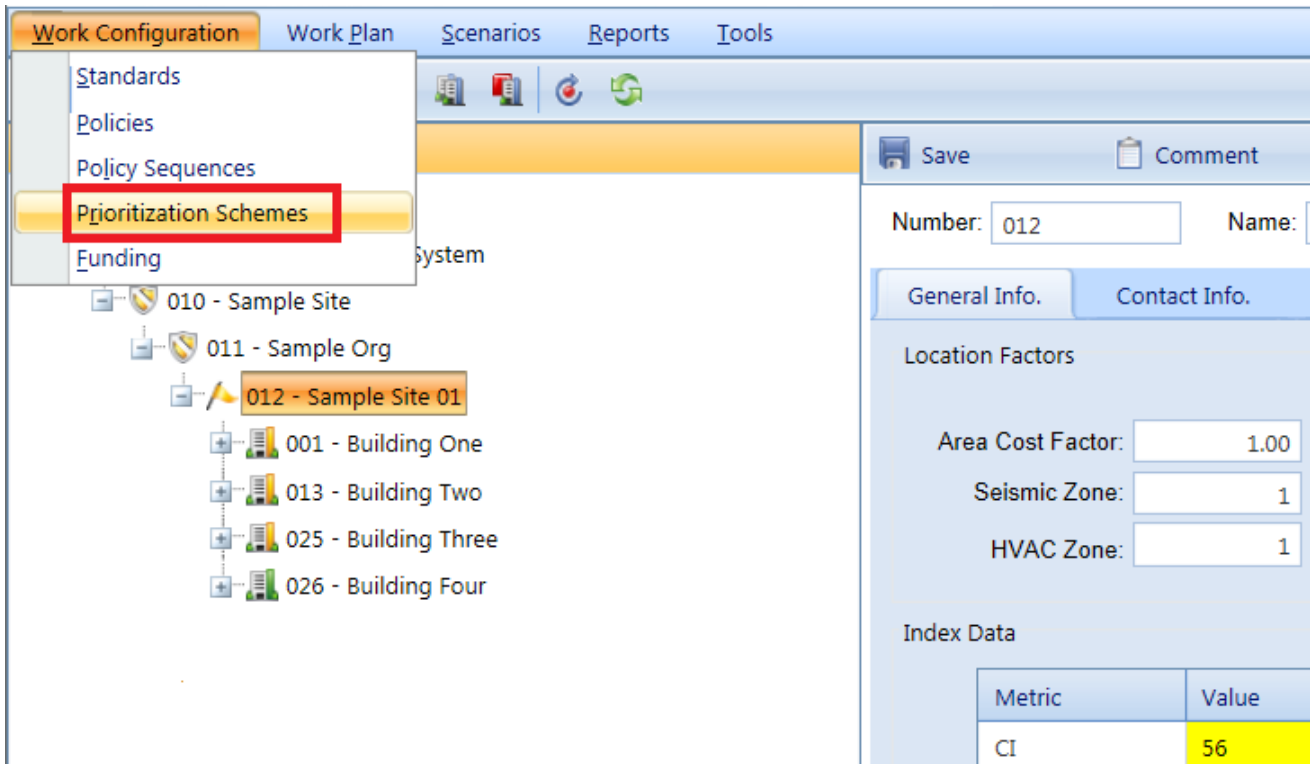 Work Configuration Work Plan Scenarios Reports Tools
Standards
Policies
Policy Sequences
Prioritization Schemes
Funding
System
010 - Sample Site
011 - Sample Org
012 - Sample Site 01
001 - Building One
013 - Building Two
025 - Building Three
026 - Building Four
Save Comment
Number: 012 Name:
General Info. Contact Info.
Location Factors
Area Cost Factor: 1.00
Seismic Zone: 1
HVAC Zone: 1
Index Data
Metric Value
CI 56